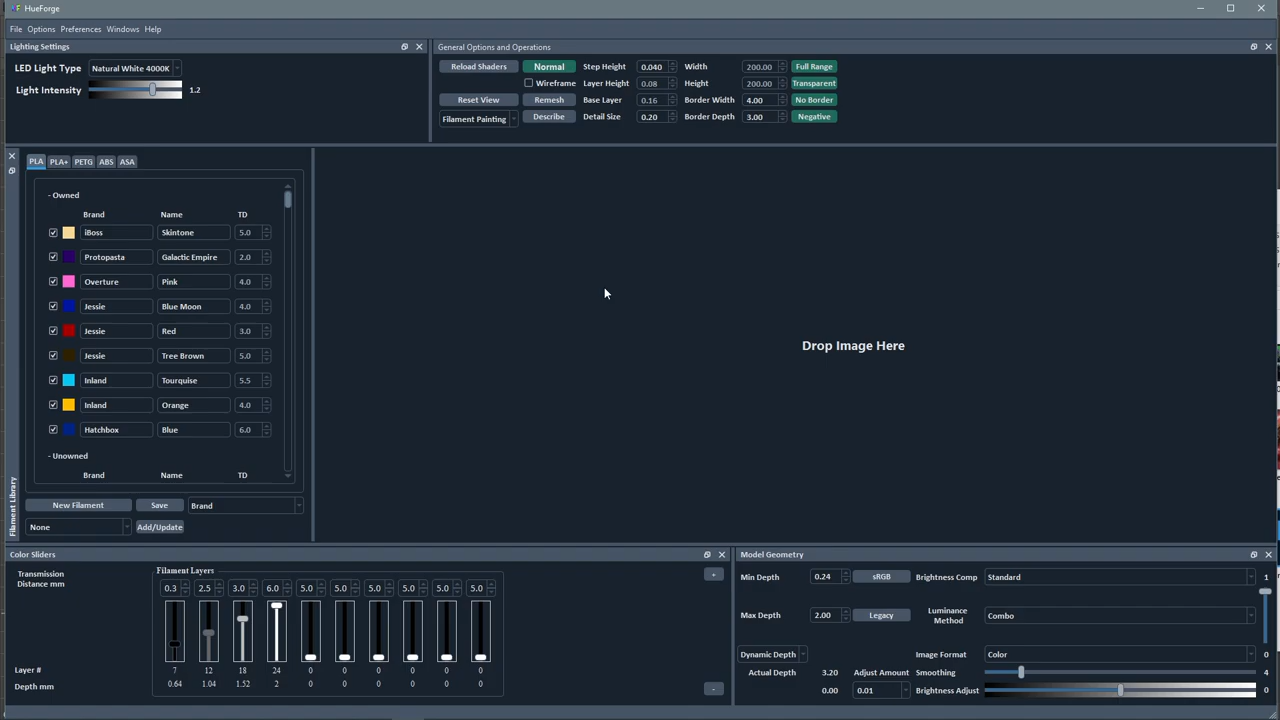 HueForge
File Options Preferences Windows Help
Lighting Settings
LED Light Type Natural White 4000K
Light Intensity 1.2
General Options and Operations
Reload Shaders Normal Step Height 0.040 Width 200.00 Full Range
Wireframe Layer Height 0.08 Height 200.00 Transparent
Reset View Remesh Base Layer 0.16 Border Width 4.00 No Border
Filament Painting Describe Detail Size 0.20 Border Depth 3.00 Negative
PLA PLA+ PETG ABS ASA
- Owned
Brand Name TD
iBoss Skintone 5.0
Protopasta Galactic Empire 2.0
Overture Pink 4.0
Jessie Blue Moon 4.0
Jessie Red 3.0
Jessie Tree Brown 5.0
Inland Tourquise 5.5
Inland Orange 4.0
Hatchbox Blue 6.0
- Unowned
Brand Name TD
New Filament Save Brand
None Add/Update
Filament Library
Drop Image Here
Color Sliders
Transmission
Distance mm
Filament Layers
0.3 2.5 3.0 6.0 5.0 5.0 5.0 5.0 5.0 5.0
+
Layer # 7 12 18 24 0 0 0 0 0 0
Depth mm 0.64 1.04 1.52 2 0 0 0 0 0 0
-
Model Geometry
Min Depth 0.24 sRGB Brightness Comp Standard 1
Max Depth 2.00 Legacy Luminance Method Combo
Dynamic Depth Image Format Color 0
Actual Depth 3.20 Adjust Amount Smoothing 4
0.00 0.01 Brightness Adjust 0